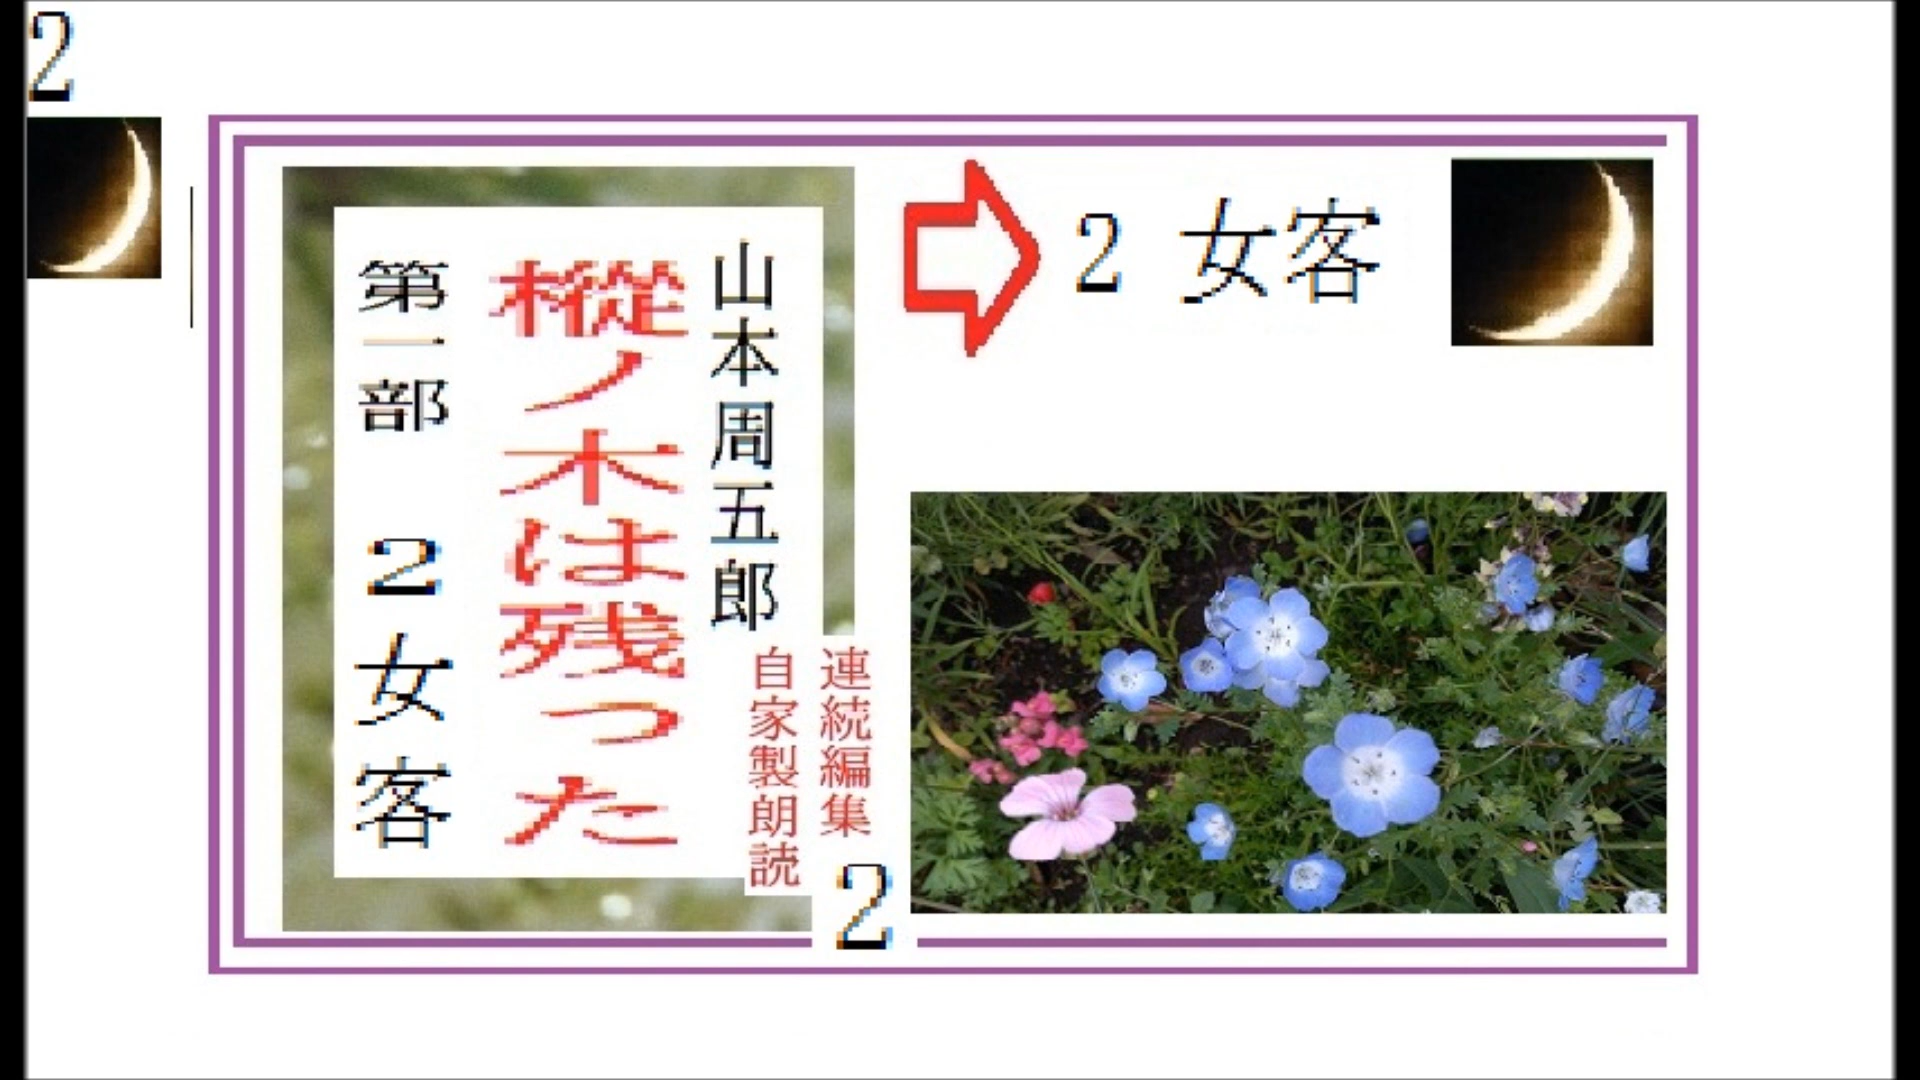 2
2 女客
山本周五郎
樅ノ木は残った
第一部 2女客
連続編集
自家製朗読
2